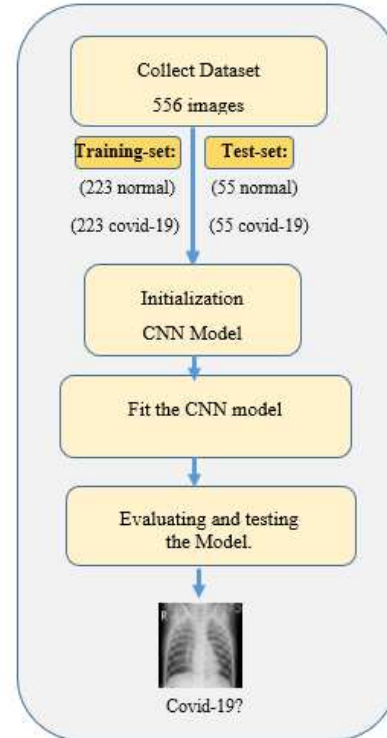 Collect Dataset
556 images
Training-set:
(223 normal)
(223 covid-19)
Test-set:
(55 normal)
(55 covid-19)
Initialization
CNN Model
Fit the CNN model
Evaluating and testing
the Model.
R
Covid-19?